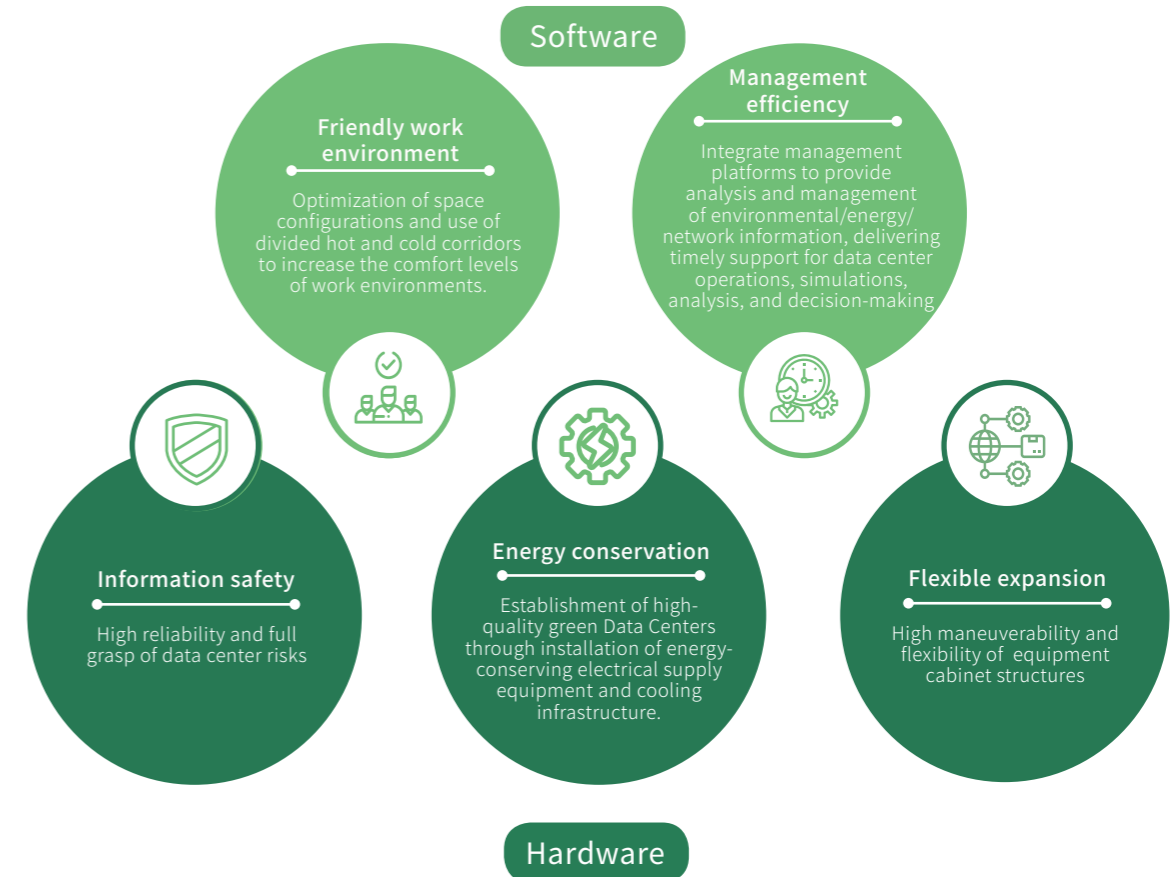 Software
Friendly work
environment
Optimization of space
configurations and use of
divided hot and cold corridors
to increase the comfort levels
of work environments.
Management
efficiency
Integrate management
platforms to provide
analysis and management
of environmental/energy/
network information, delivering
timely support for data center
operations, simulations,
analysis, and decision-making
Information safety
High reliability and full
grasp of data center risks
Energy conservation
Establishment of high-
quality green Data Centers
through installation of energy-
conserving electrical supply
equipment and cooling
infrastructure.
Flexible expansion
High maneuverability and
flexibility of  equipment
cabinet structures
Hardware